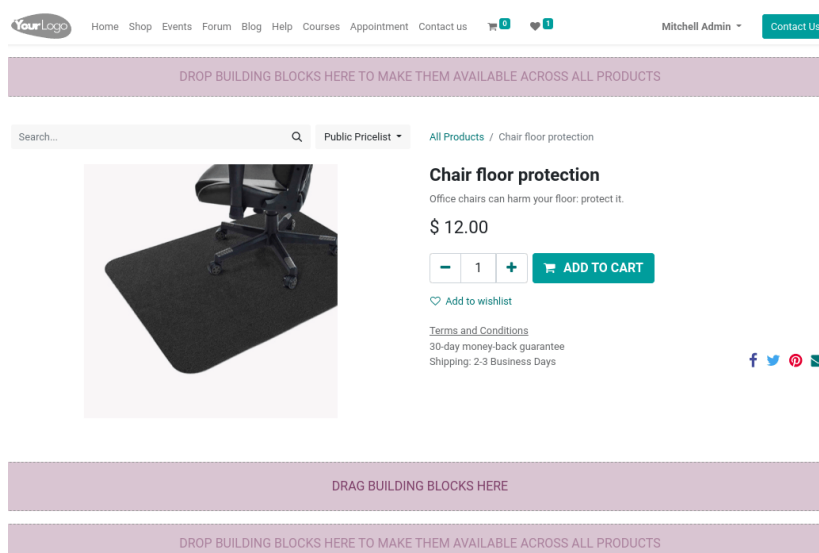 YourLogo Home Shop Events Forum Blog Help Courses Appointment Contact us 0 1 Mitchell Admin Contact Us
DROP BUILDING BLOCKS HERE TO MAKE THEM AVAILABLE ACROSS ALL PRODUCTS
Search... Public Pricelist All Products / Chair floor protection
Chair floor protection
Office chairs can harm your floor: protect it.
$ 12.00
1 ADD TO CART
Add to wishlist
Terms and Conditions
30-day money-back guarantee
Shipping: 2-3 Business Days
DRAG BUILDING BLOCKS HERE
DROP BUILDING BLOCKS HERE TO MAKE THEM AVAILABLE ACROSS ALL PRODUCTS